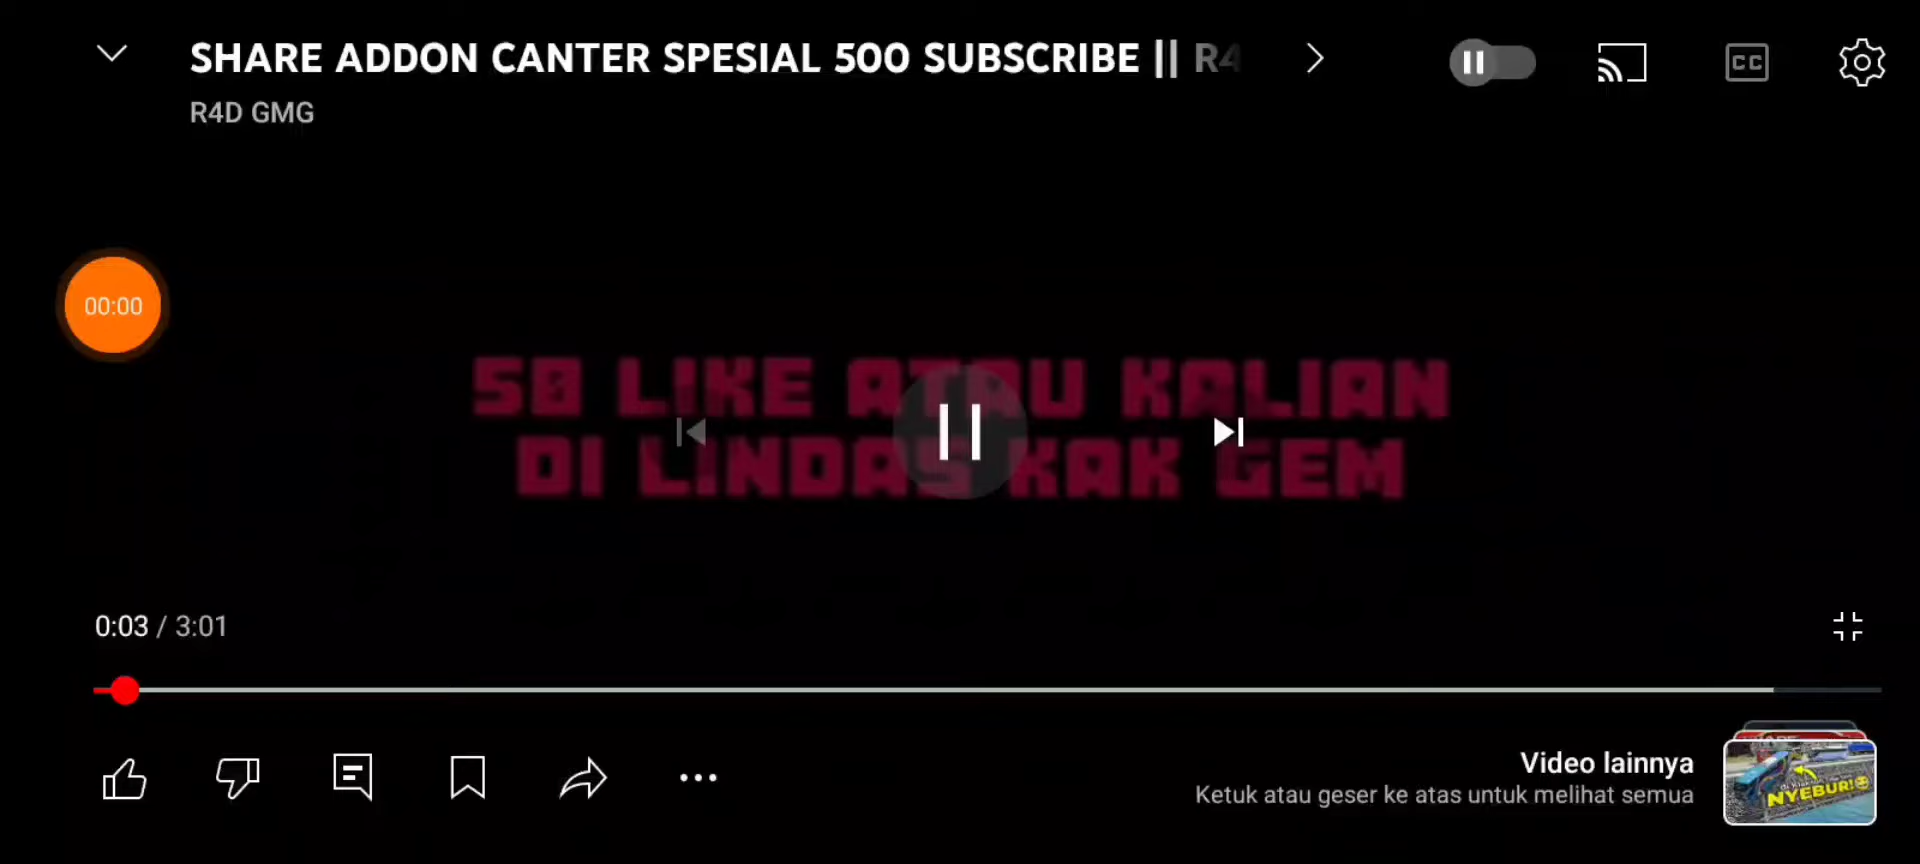 SHARE ADDON CANTER SPESIAL 500 SUBSCRIBE || R4
R4D GMG
CC
00:00
50 LIKE ATAU KALIAN
DI LINDAS KAK GEM
0:03 / 3:01
Video lainnya
Ketuk atau geser ke atas untuk melihat semua
NYEBUR!